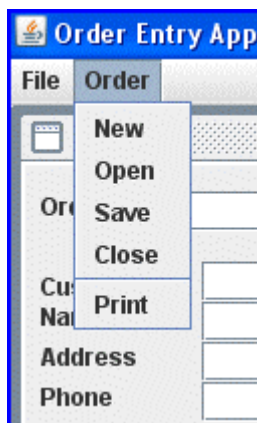 Order Entry App
File Order
New
Open
Save
Close
Print
Address
Phone